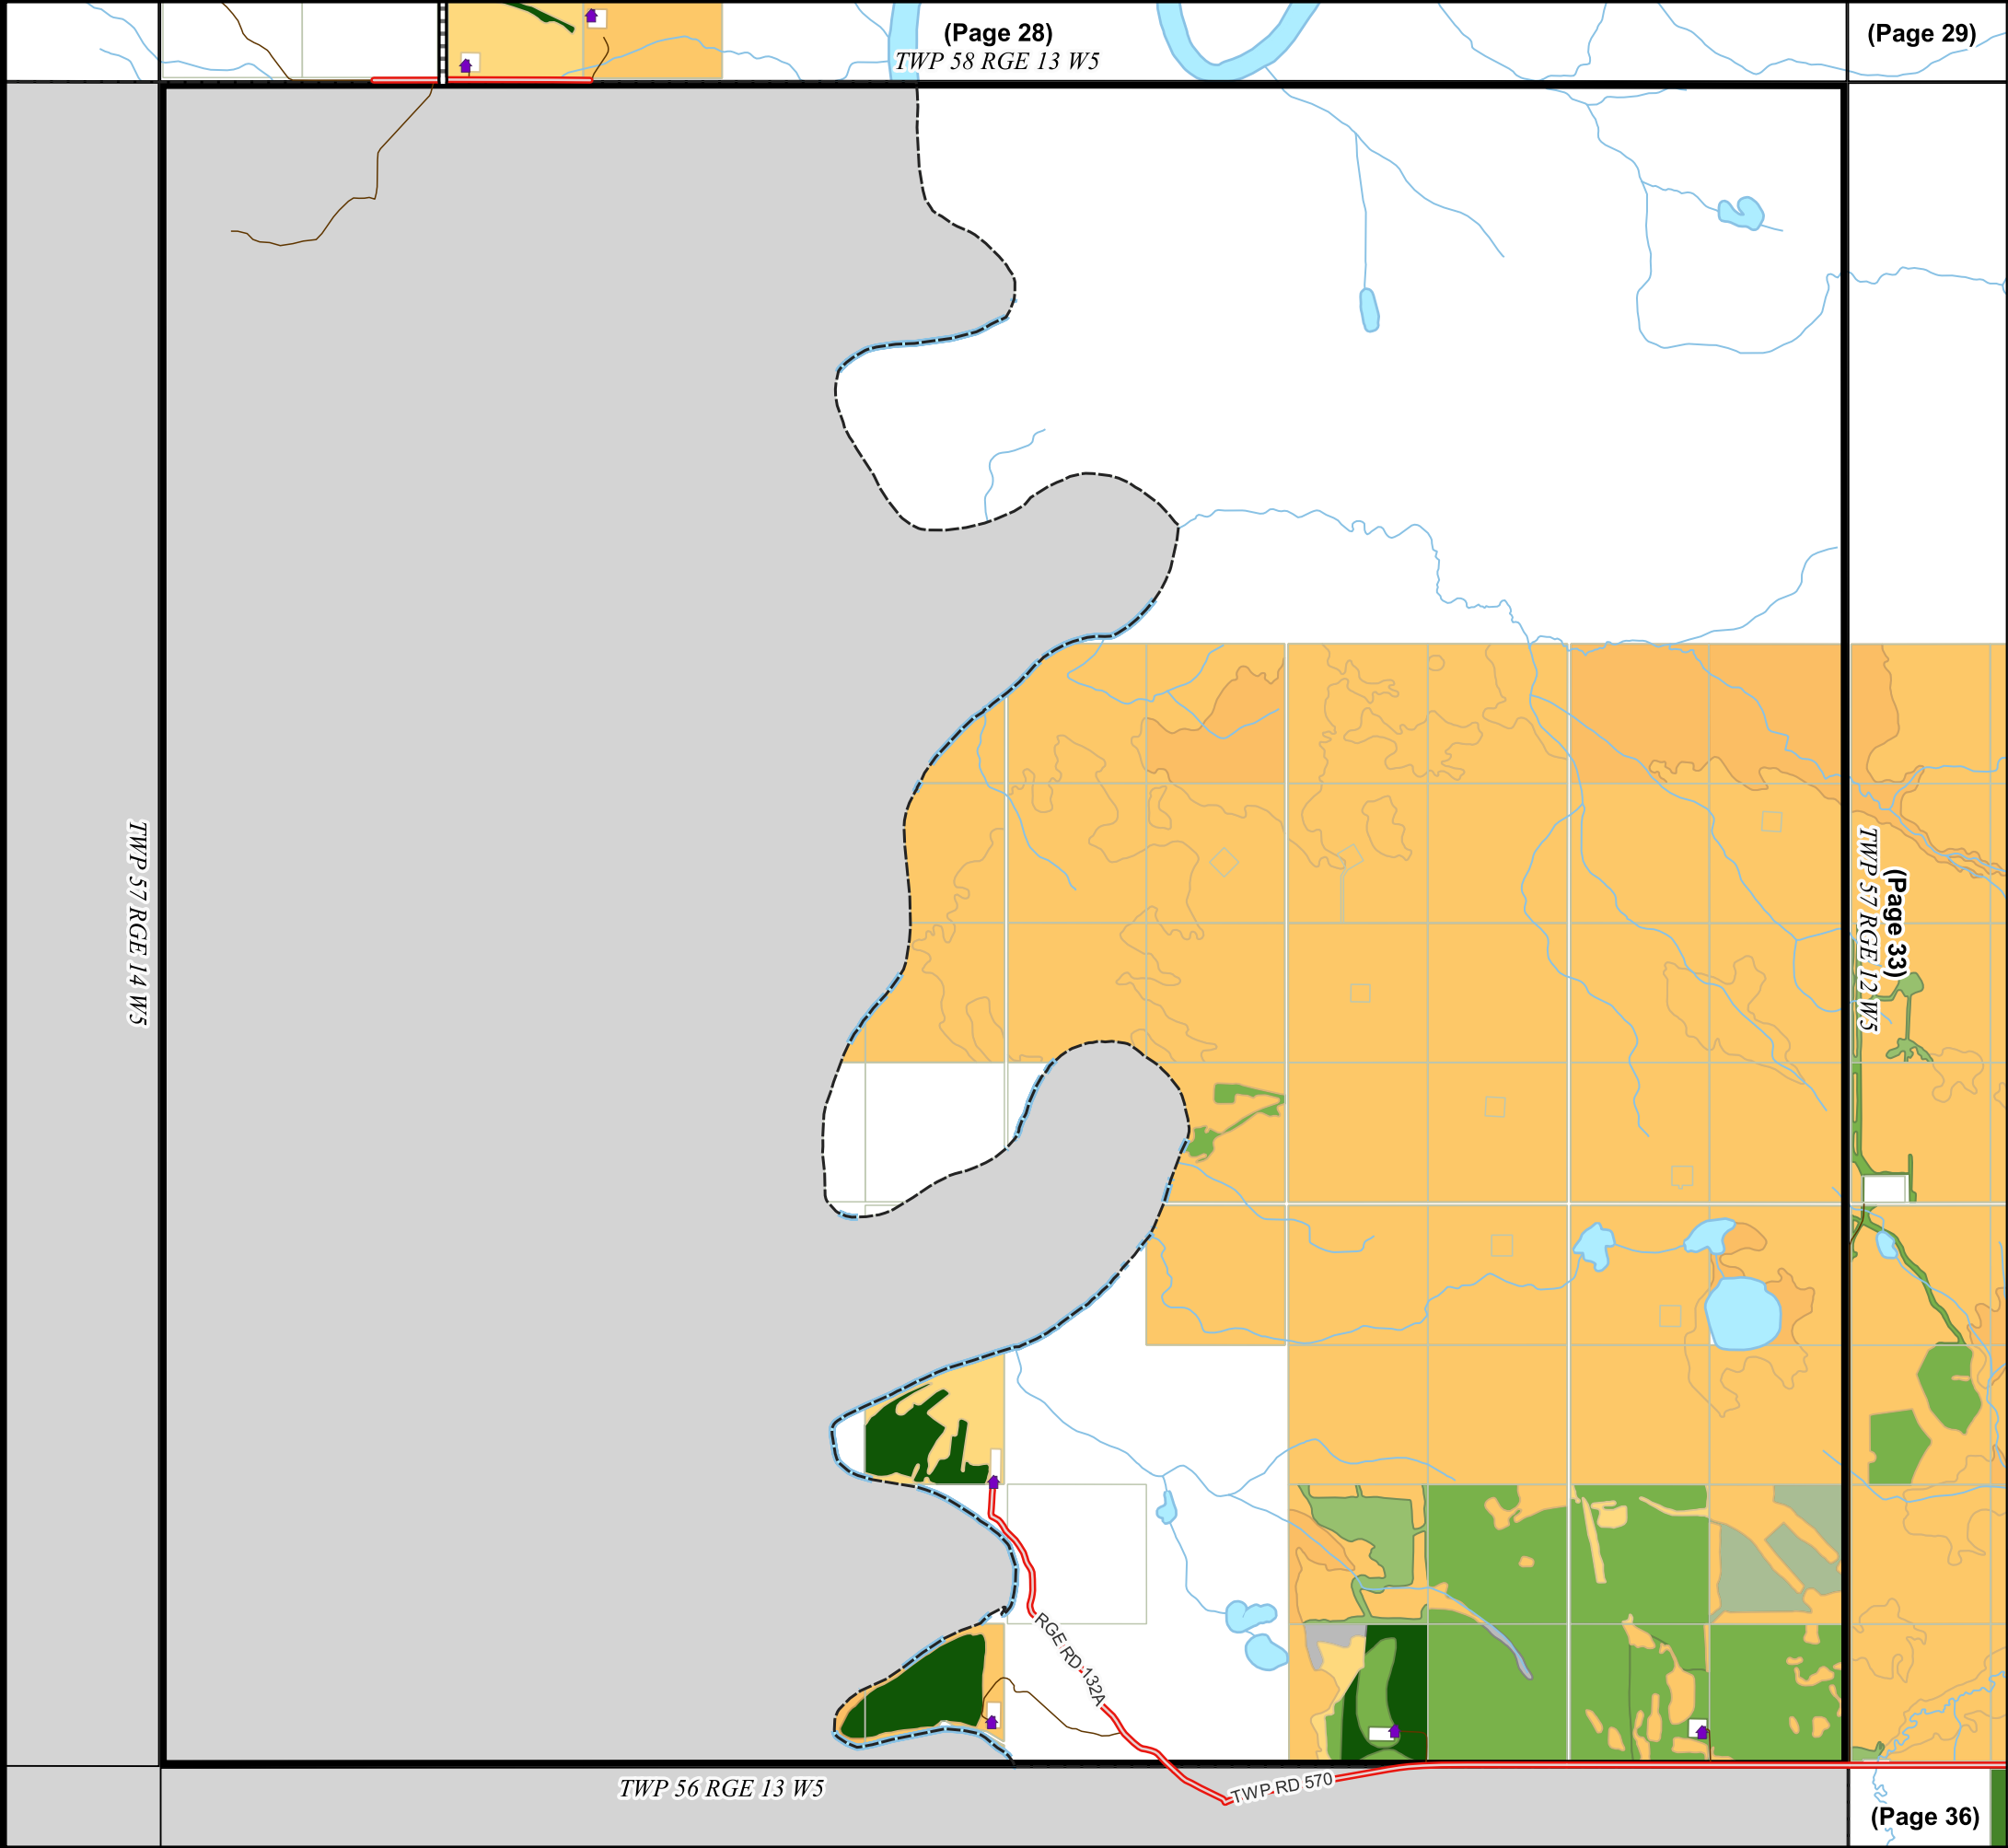 (Page 28)
TWP 58 RGE 13 W5
(Page 29)
TWP 57 RGE 14 W5
(Page 33)
TWP 57 RGE 12 W5
RGE RD 132A
TWP RD 570
TWP 56 RGE 13 W5
(Page 36)